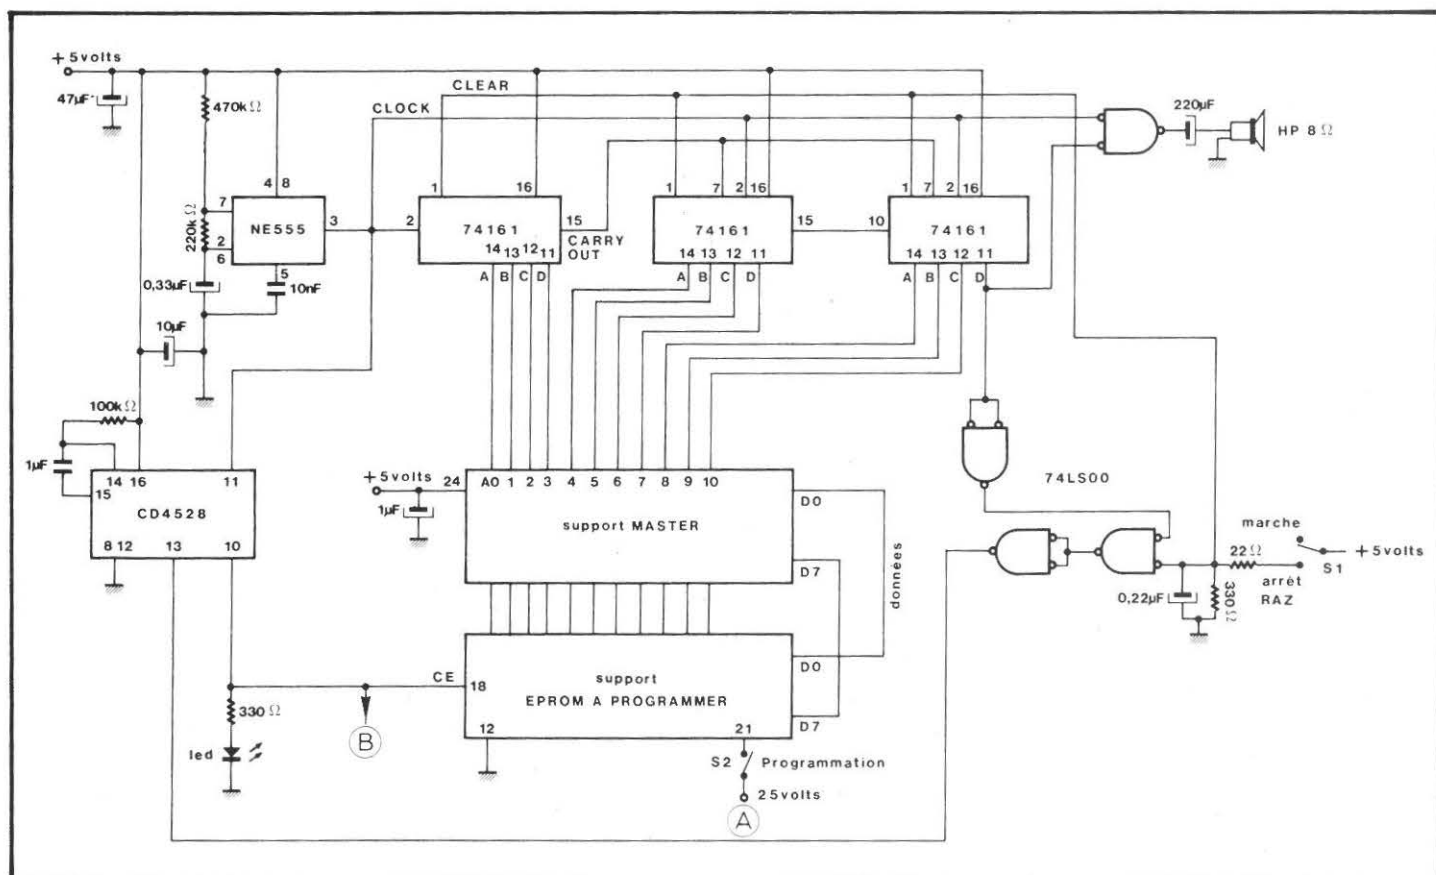 + 5volts
47µF
470kΩ
CLEAR
CLOCK
220µF
HP 8 Ω
4 8
7
220kΩ
2
6
NE555
3
5
0,33µF
10nF
10µF
1
16
2
74161
15
CARRY
OUT
14 13 12 11
A B C D
1
7
2 16
74161
15
14 13 12 11
A B C D
1
7
2 16
10
74161
14 13 12 11
A B C D
100kΩ
1µF
14 16
11
15
CD4528
8 12
13
10
+ 5volts
24
1µF
A0 1 2 3 4 5 6 7 8 9 10
support MASTER
D0
D7
données
74LS00
marche
22Ω
+ 5volts
S1
arrêt
RAZ
0,22µF
330Ω
CE
18
support
EPROM A PROGRAMMER
D0
D7
12
21
330 Ω
led
B
S2 Programmation
25volts
A